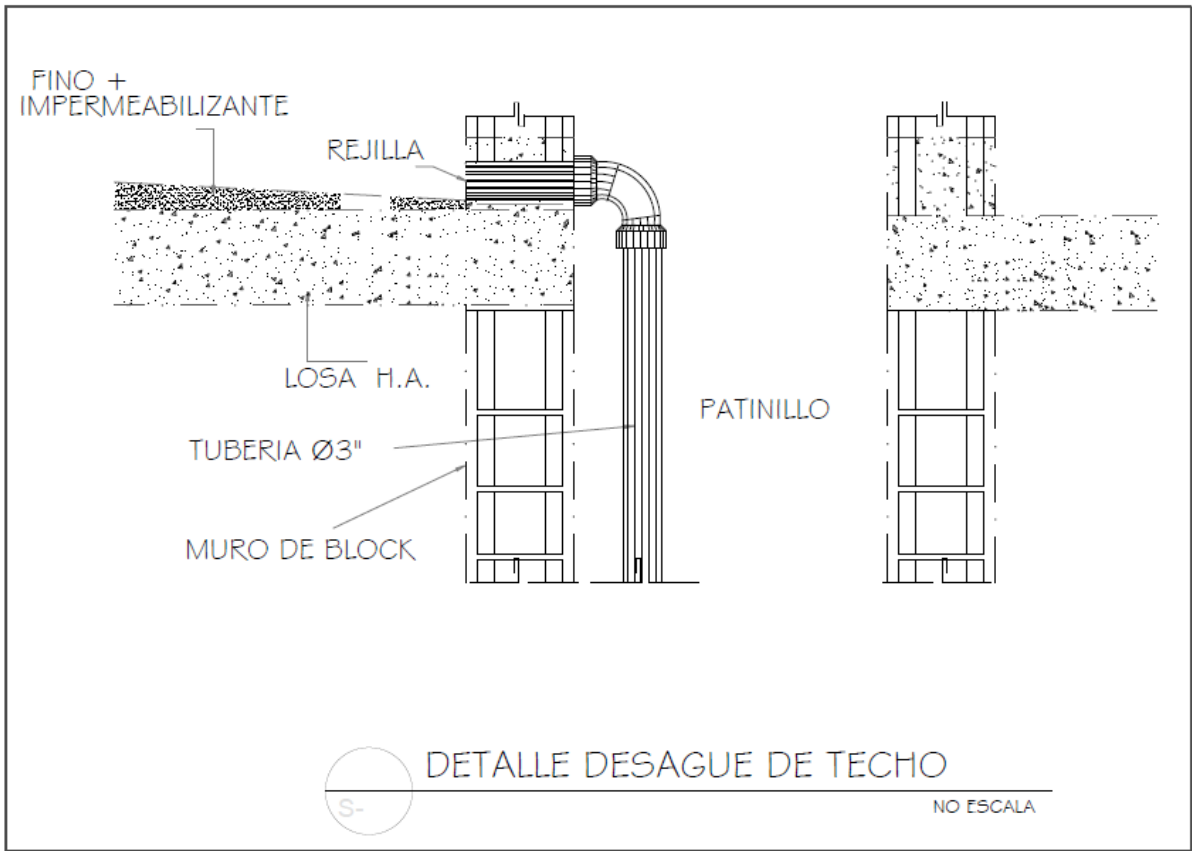 FINO +
IMPERMEABILIZANTE
REJILLA
LOSA H.A.
PATINILLO
TUBERIA Ø3"
MURO DE BLOCK
DETALLE DESAGUE DE TECHO
S-
NO ESCALA